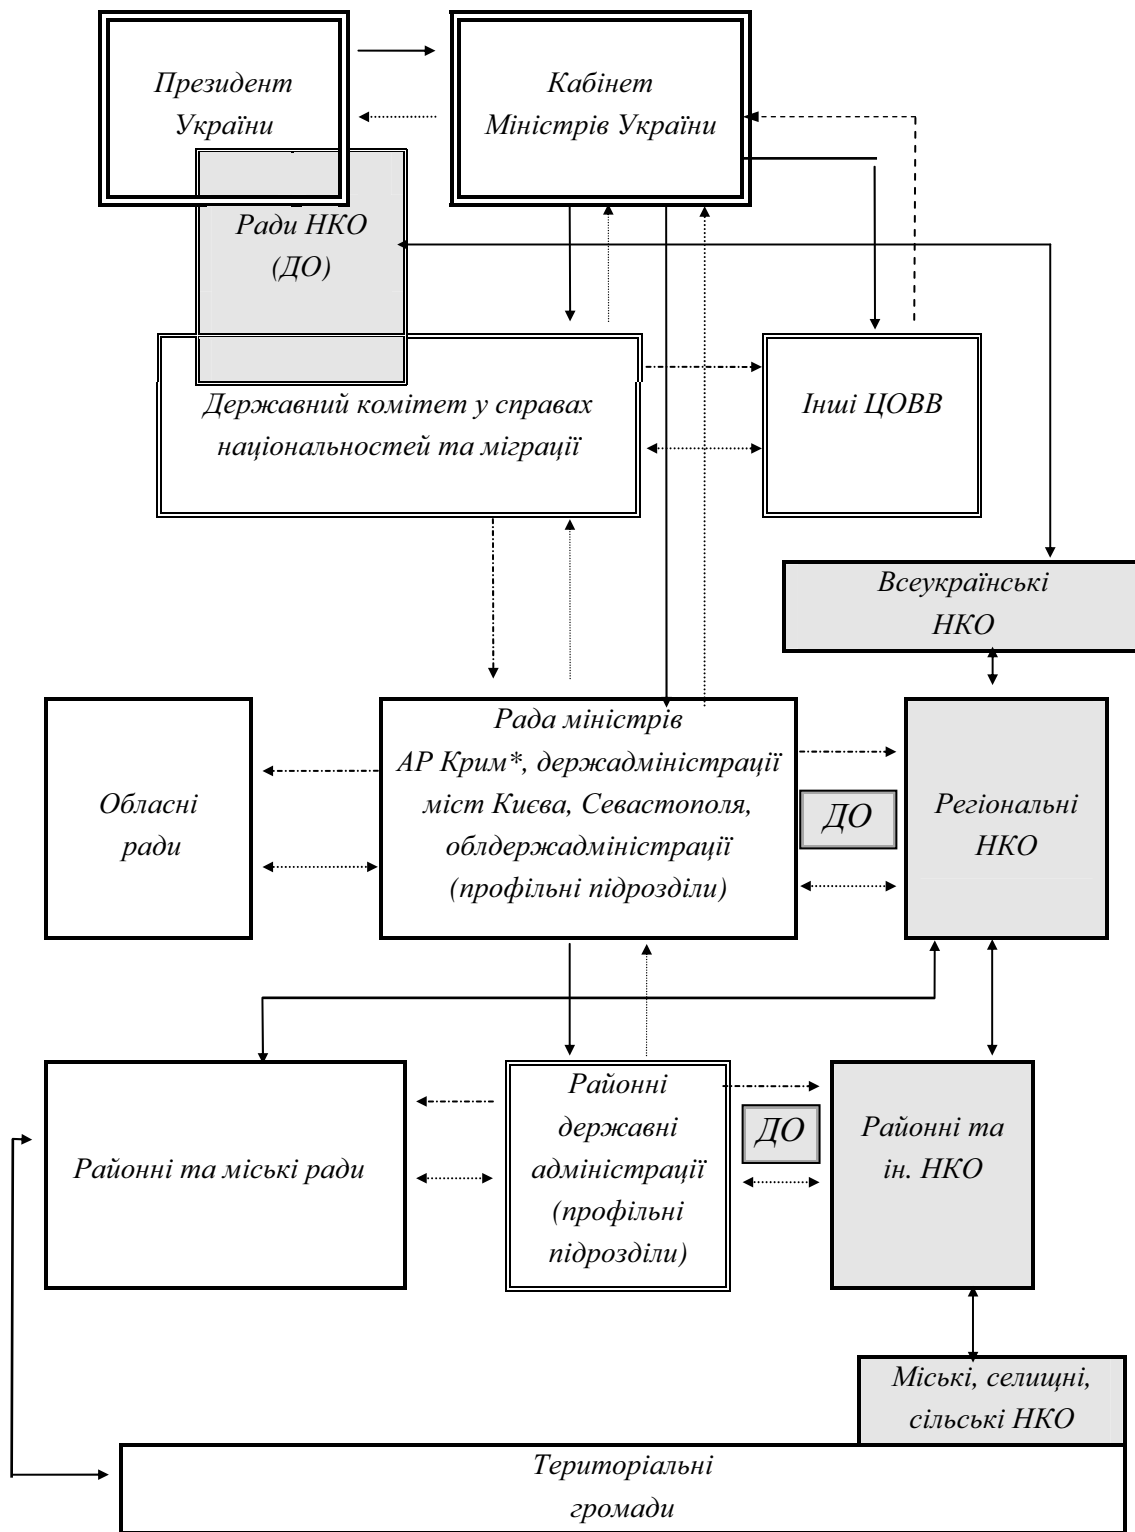 Президент
України
Кабінет
Міністрів України
Ради НКО
(ДО)
Державний комітет у справах
національностей та міграції
Інші ЦОВВ
Всеукраїнські
НКО
Обласні
ради
Рада міністрів
АР Крим*, держадміністрації
міст Києва, Севастополя,
облдержадміністрації
(профільні підрозділи)
ДО
Регіональні
НКО
Районні та міські ради
Районні
державні
адміністрації
(профільні
підрозділи)
ДО
Районні та
ін. НКО
Міські, селищні,
сільські НКО
Територіальні
громади